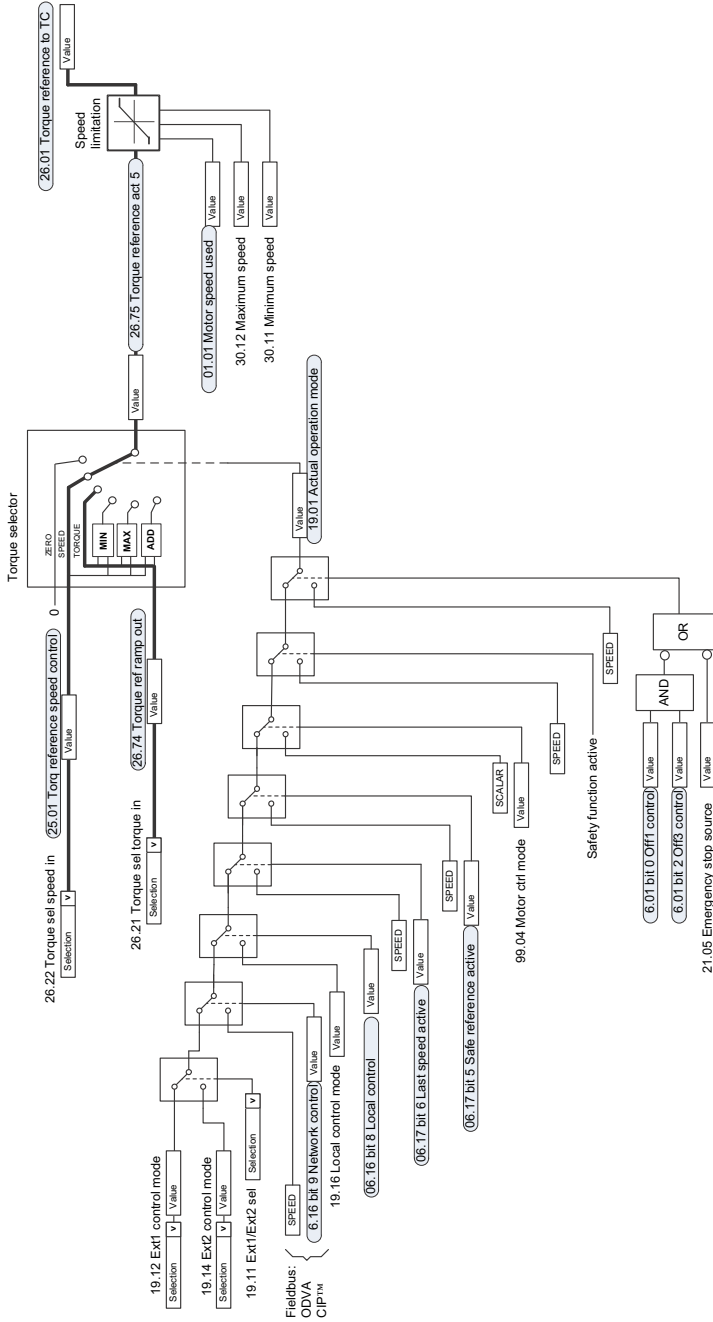 Torque selector
26.22 Torque sel speed in
Selection
v
25.01 Torq reference speed control
Value
0
ZERO
SPEED
TORQUE
MIN
MAX
ADD
26.21 Torque sel torque in
Selection
v
26.74 Torque ref ramp out
Value
Value
26.75 Torque reference act 5
Speed
limitation
26.01 Torque reference to TC
Value
01.01 Motor speed used
Value
30.12 Maximum speed
Value
30.11 Minimum speed
Value
19.12 Ext1 control mode
Selection
v
Value
19.14 Ext2 control mode
Selection
v
Value
19.11 Ext1/Ext2 sel
Selection
v
Fieldbus:
ODVA
CIP™
SPEED
6.16 bit 9 Network control
Value
19.16 Local control mode
Value
06.16 bit 8 Local control
Value
SPEED
06.17 bit 6 Last speed active
Value
SPEED
06.17 bit 5 Safe reference active
Value
SCALAR
99.04 Motor ctrl mode
Value
SPEED
Safety function active
SPEED
Value
19.01 Actual operation mode
6.01 bit 0 Off1 control
Value
6.01 bit 2 Off3 control
Value
AND
OR
21.05 Emergency stop source
Value